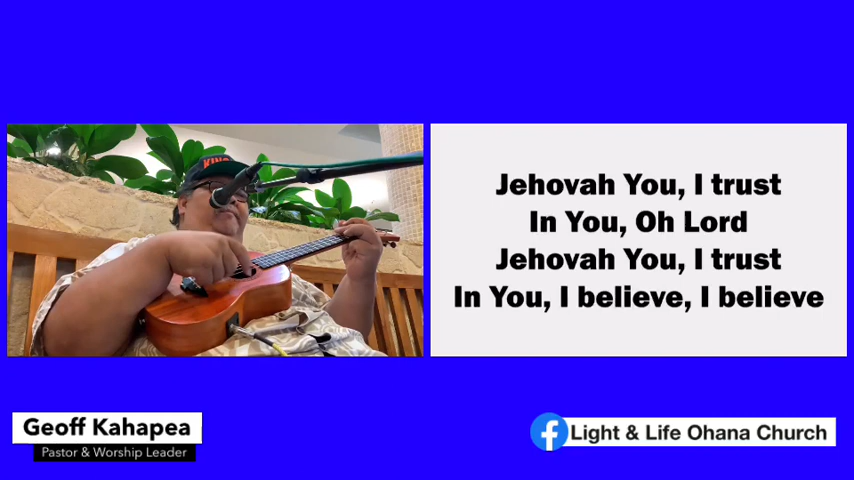 Jehovah You, I trust
In You, Oh Lord
Jehovah You, I trust
In You, I believe, I believe
Geoff Kahapea
Pastor & Worship Leader
Light & Life Ohana Church